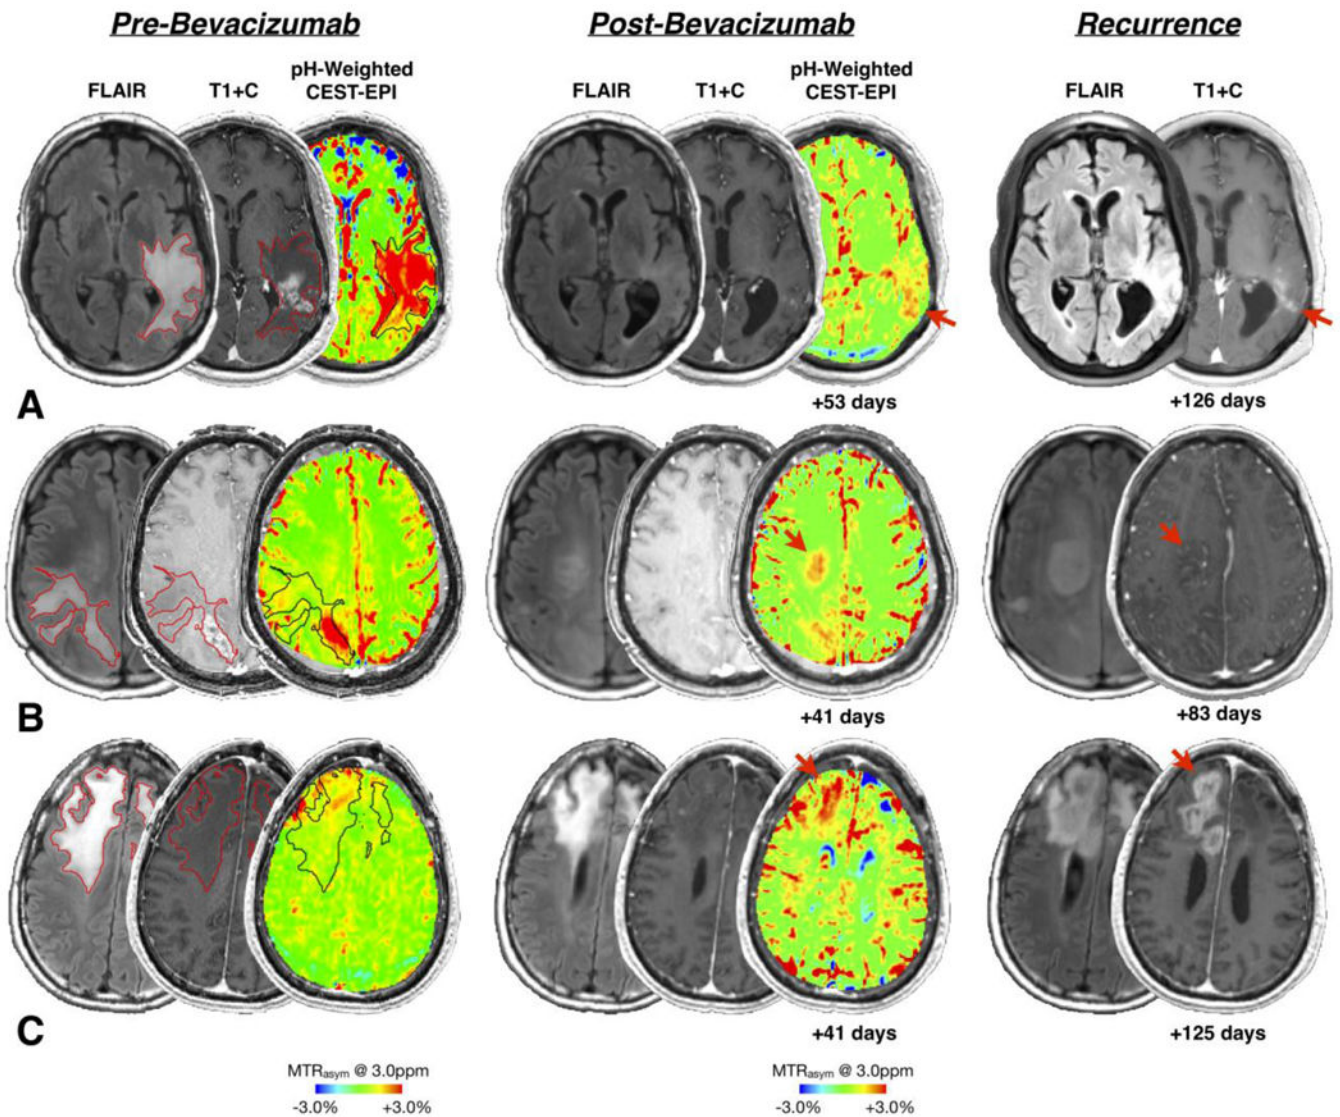 Pre-Bevacizumab
Post-Bevacizumab
Recurrence
FLAIR
T1+C
pH-Weighted
CEST-EPI
FLAIR
T1+C
pH-Weighted
CEST-EPI
FLAIR
T1+C
A
+53 days
+126 days
B
+41 days
+83 days
C
+41 days
+125 days
MTRasym @ 3.0ppm
-3.0%
+3.0%
MTRasym @ 3.0ppm
-3.0%
+3.0%